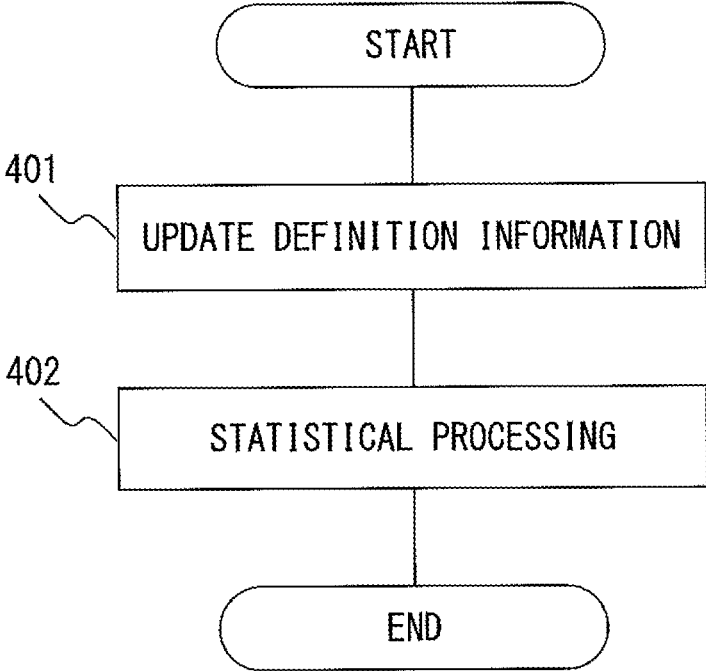 START
401
UPDATE DEFINITION INFORMATION
402
STATISTICAL PROCESSING
END